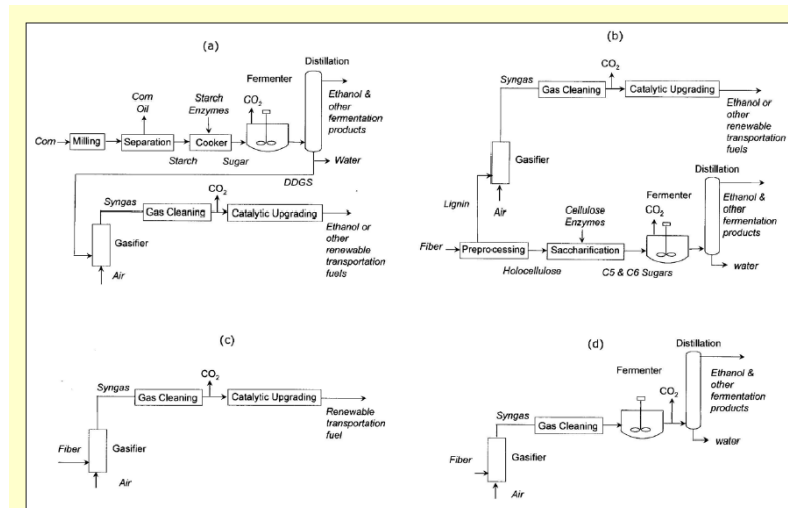 (a)
Distillation
Fermenter
Corn
Oil
Starch
Enzymes
CO2
Ethanol &
other
fermentation
products
Corn
Milling
Separation
Cooker
Starch
Sugar
Water
DDGS
Syngas
CO2
Gas Cleaning
Catalytic Upgrading
Gasifier
Ethanol or
other
renewable
transportation
fuels
Air
(b)
CO2
Syngas
Gas Cleaning
Catalytic Upgrading
Ethanol or
other
renewable
transportation
fuels
Gasifier
Distillation
Lignin
Air
Fermenter
Cellulose
Enzymes
CO2
Ethanol &
other
fermentation
products
Fiber
Preprocessing
Saccharification
Holocellulose
C5 & C6 Sugars
water
(c)
CO2
Syngas
Gas Cleaning
Catalytic Upgrading
Renewable
transportation
fuel
Fiber
Gasifier
Air
(d)
Distillation
Fermenter
CO2
Ethanol &
other
fermentation
products
Syngas
Gas Cleaning
water
Gasifier
Fiber
Air